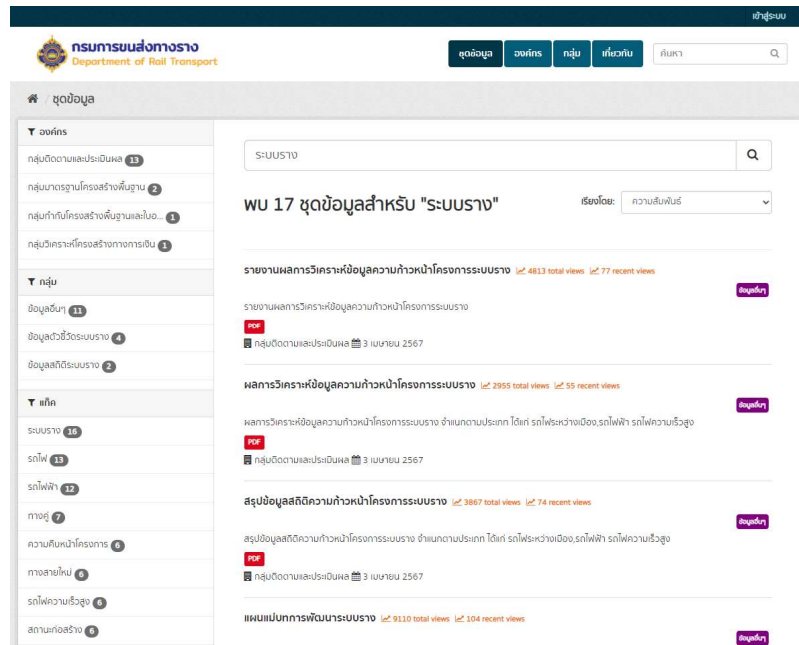 เข้าสู่ระบบ
กรมการขนส่งทางราง
Department of Rail Transport
ชุดข้อมูล องค์กร กลุ่ม เกี่ยวกับ ค้นหา
/ ชุดข้อมูล
องค์กร
กลุ่มติดตามและประเมินผล 13
กลุ่มมาตรฐานโครงสร้างพื้นฐาน 2
กลุ่มกำกับโครงสร้างพื้นฐานและใบอ... 1
กลุ่มวิเคราะห์โครงสร้างทางการเงิน 1
กลุ่ม
ข้อมูลอื่นๆ 11
ข้อมูลตัวชี้วัดระบบราง 4
ข้อมูลสถิติระบบราง 2
แท็ค
ระบบราง 16
รถไฟ 13
รถไฟฟ้า 12
ทางคู่ 7
ความคืบหน้าโครงการ 6
ทางสายใหม่ 6
รถไฟความเร็วสูง 6
สถานะก่อสร้าง 6
ระบบราง
พบ 17 ชุดข้อมูลสำหรับ "ระบบราง"
เรียงโดย: ความสัมพันธ์
รายงานผลการวิเคราะห์ข้อมูลความก้าวหน้าโครงการระบบราง 4813 total views 77 recent views
ข้อมูลอื่นๆ
รายงานผลการวิเคราะห์ข้อมูลความก้าวหน้าโครงการระบบราง
PDF
กลุ่มติดตามและประเมินผล 3 เมษายน 2567
ผลการวิเคราะห์ข้อมูลความก้าวหน้าโครงการระบบราง 2955 total views 55 recent views
ข้อมูลอื่นๆ
ผลการวิเคราะห์ข้อมูลความก้าวหน้าโครงการระบบราง จำแนกตามประเภท ได้แก่ รถไฟระหว่างเมือง,รถไฟฟ้า รถไฟความเร็วสูง
PDF
กลุ่มติดตามและประเมินผล 3 เมษายน 2567
สรุปข้อมูลสถิติความก้าวหน้าโครงการระบบราง 3867 total views 74 recent views
ข้อมูลอื่นๆ
สรุปข้อมูลสถิติความก้าวหน้าโครงการระบบราง จำแนกตามประเภท ได้แก่ รถไฟระหว่างเมือง,รถไฟฟ้า รถไฟความเร็วสูง
PDF
กลุ่มติดตามและประเมินผล 3 เมษายน 2567
แผนแม่บทการพัฒนาระบบราง 9110 total views 104 recent views
ข้อมูลอื่นๆ